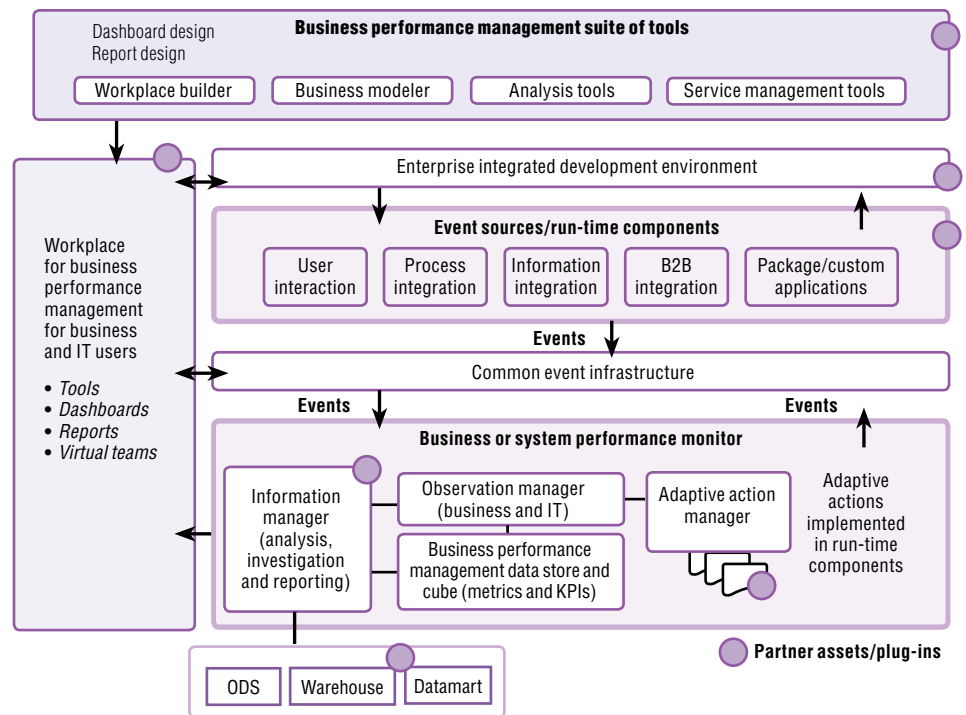 Dashboard design
Report design
Business performance management suite of tools
Workplace builder
Business modeler
Analysis tools
Service management tools
Enterprise integrated development environment
Event sources/run-time components
User
interaction
Process
integration
Information
integration
B2B
integration
Package/custom
applications
Workplace
for business
performance
management
for business
and IT users
• Tools
• Dashboards
• Reports
• Virtual teams
Events
Common event infrastructure
Events
Events
Business or system performance monitor
Information
manager
(analysis,
investigation
and reporting)
Observation manager
(business and IT)
Business performance
management data store and
cube (metrics and KPIs)
Adaptive action
manager
Adaptive
actions
implemented
in run-time
components
Partner assets/plug-ins
ODS
Warehouse
Datamart